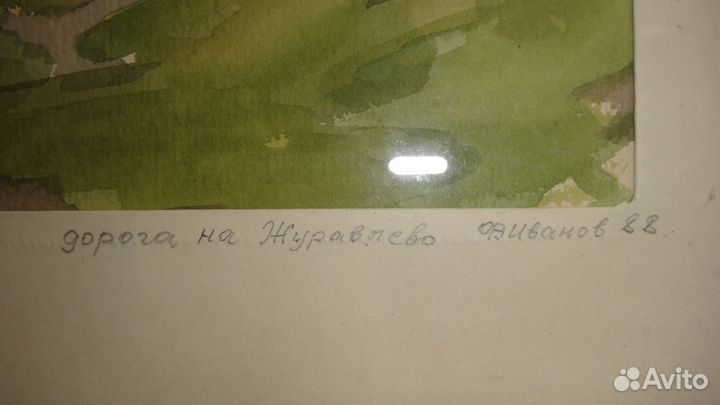 дорога на Журавлево Иванов 88.
Avito